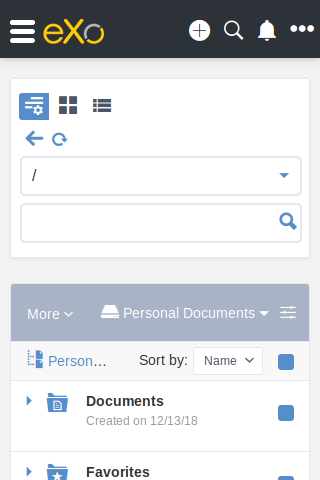 eXo
/
More
Personal Documents
Person...
Sort by:
Name
Documents
Created on 12/13/18
Favorites